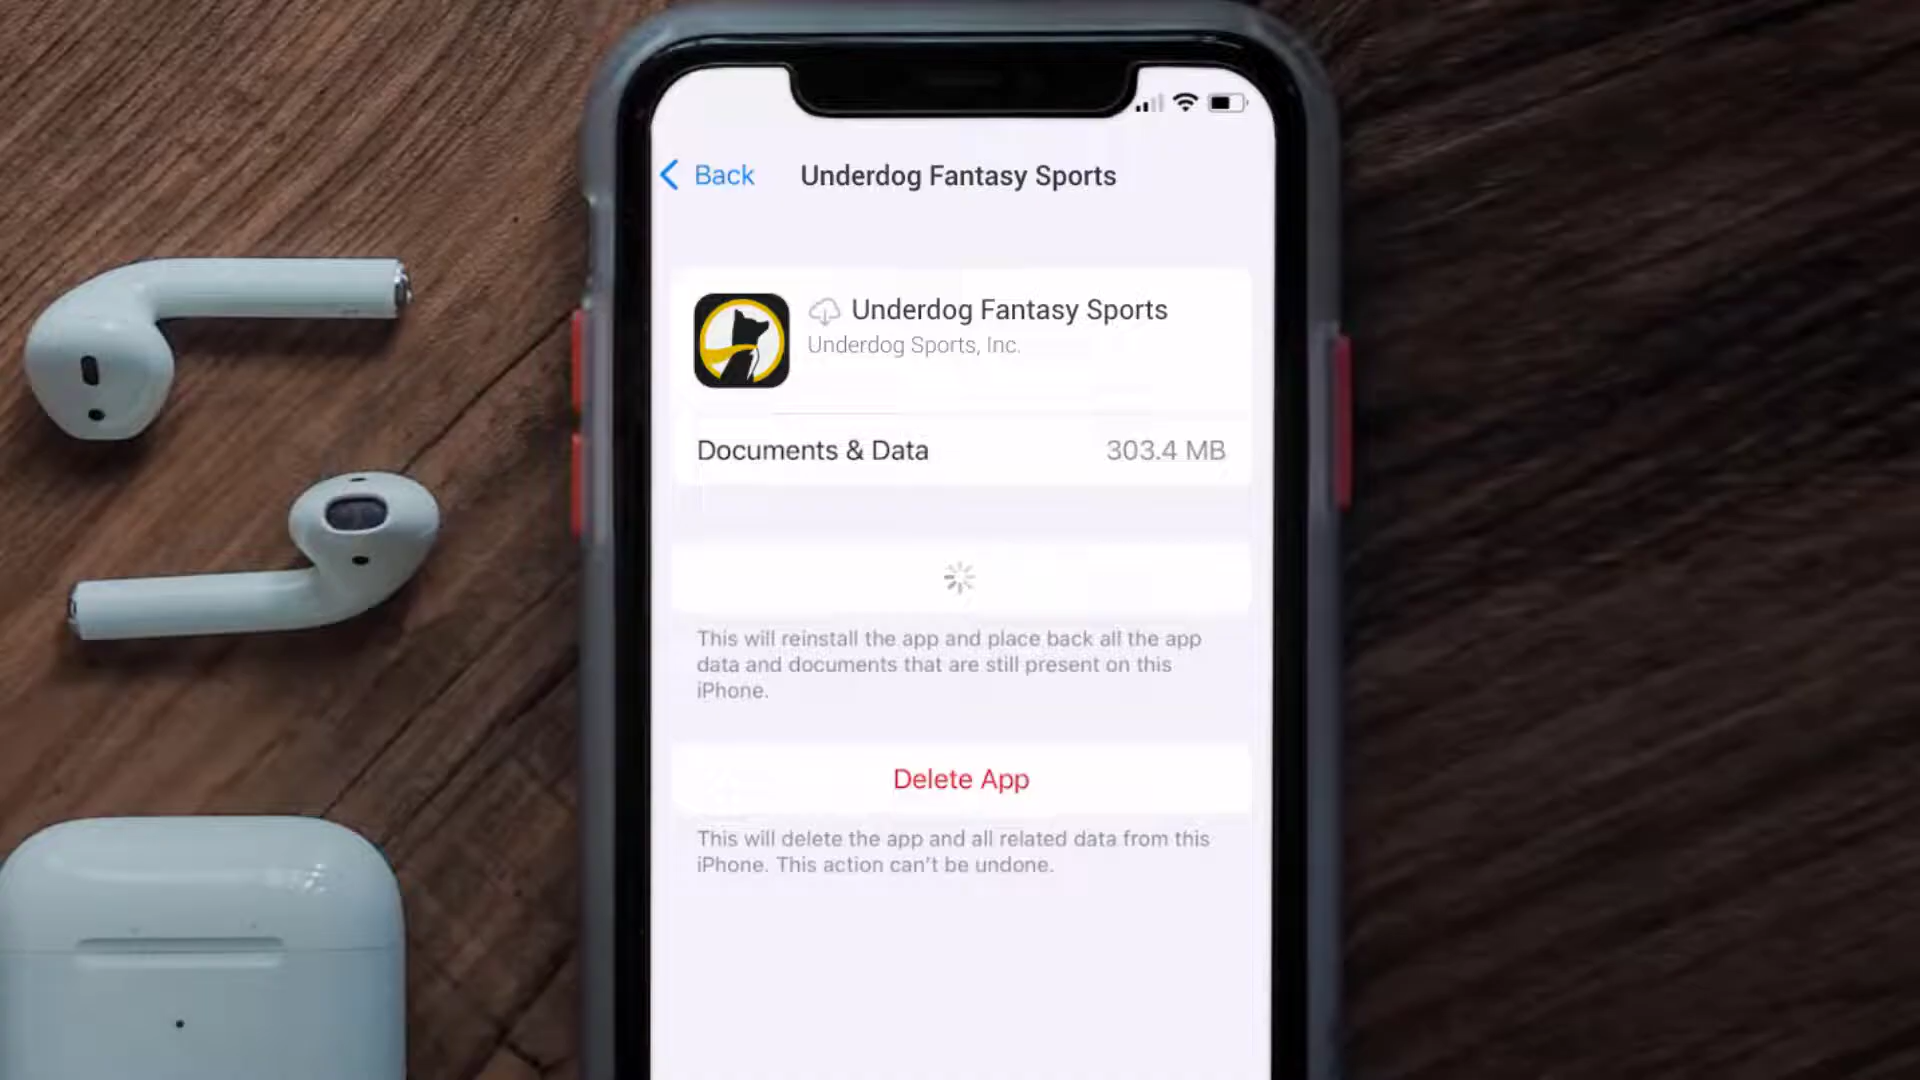 Back
Underdog Fantasy Sports
Underdog Fantasy Sports
Underdog Sports, Inc.
Documents & Data
303.4 MB
This will reinstall the app and place back all the app
data and documents that are still present on this
iPhone.
Delete App
This will delete the app and all related data from this
iPhone. This action can't be undone.